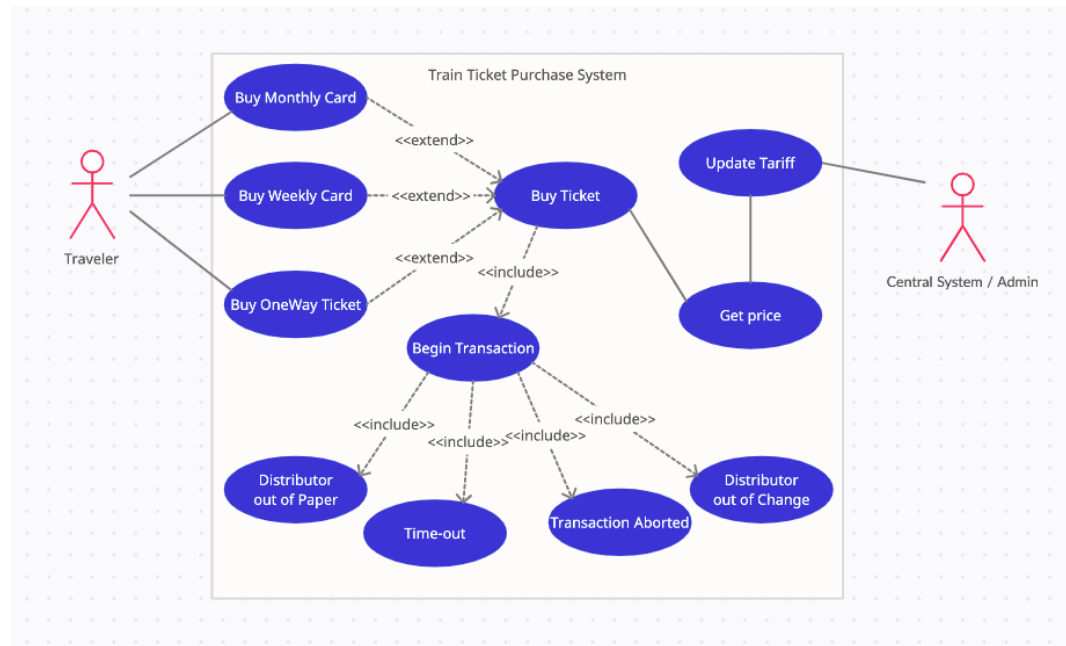 Train Ticket Purchase System
Buy Monthly Card
<<extend>>
Update Tariff
Buy Weekly Card
<<extend>>
Buy Ticket
Traveler
<<extend>>
<<include>>
Central System / Admin
Buy OneWay Ticket
Get price
Begin Transaction
<<include>>
<<include>>
<<include>>
<<include>>
Distributor
out of Paper
Time-out
Transaction Aborted
Distributor
out of Change